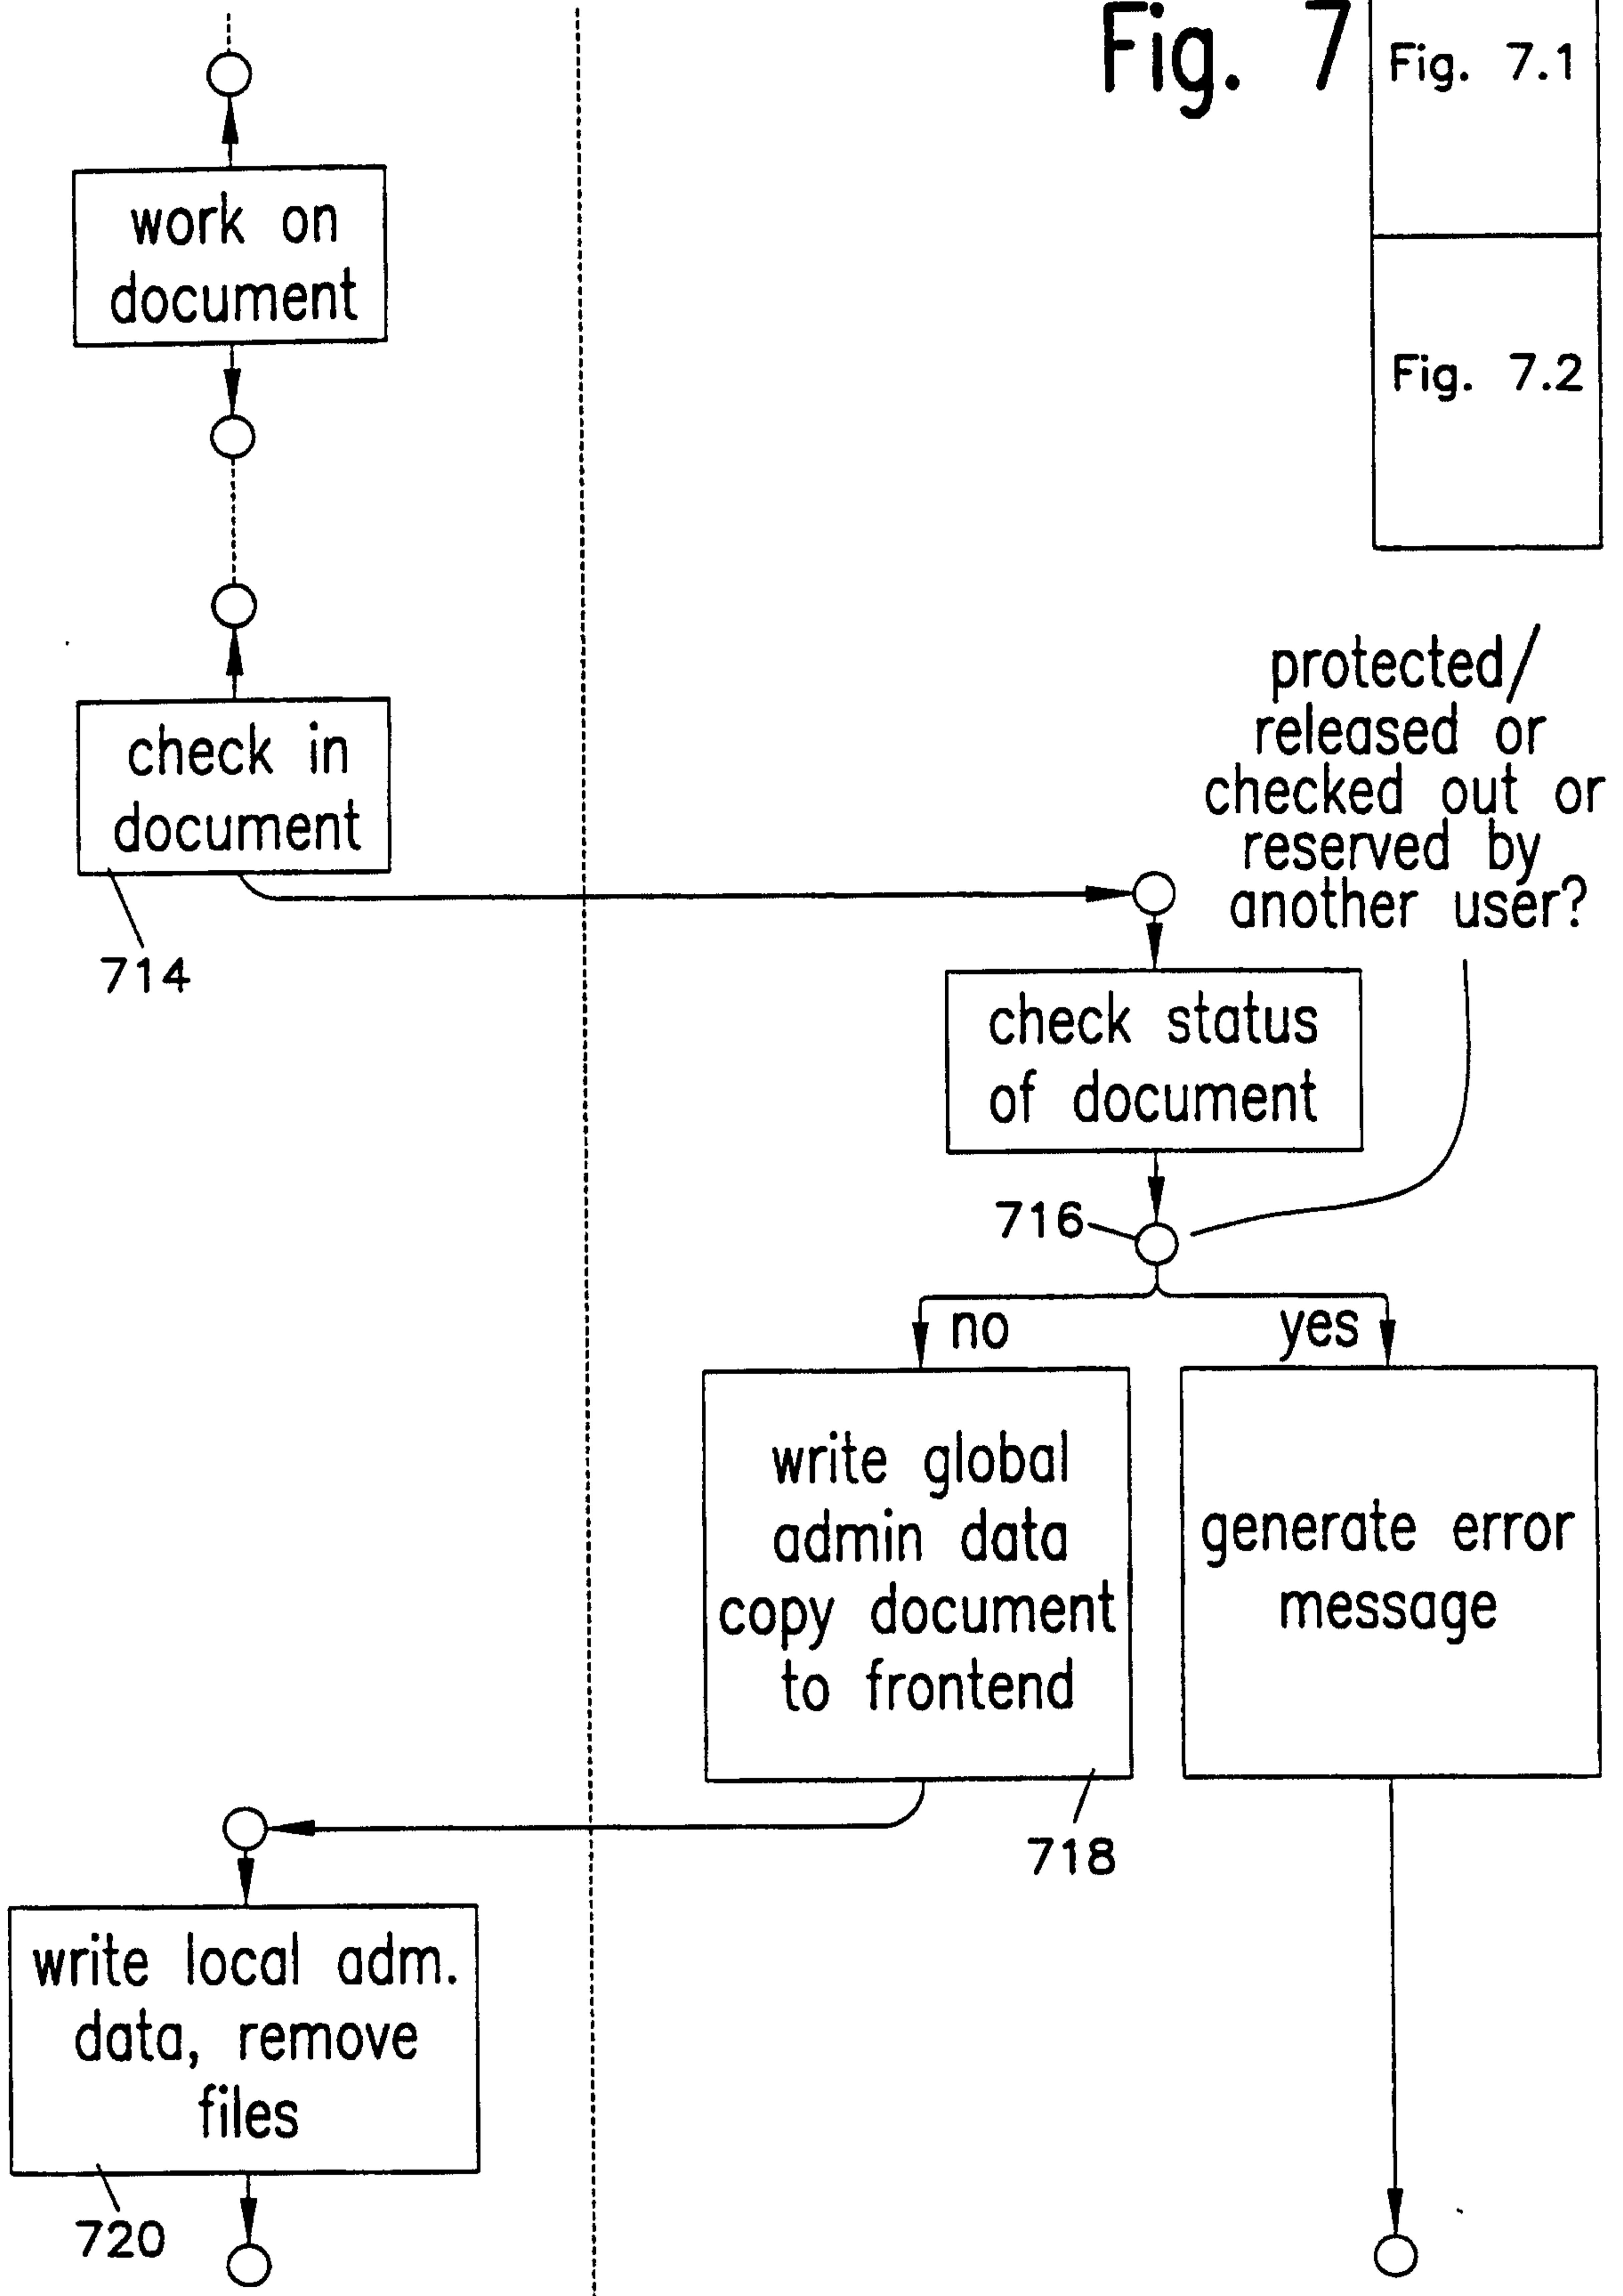 Fig. 7
Fig. 7.1
Fig. 7.2
work on
document
check in
document
714
protected/
released or
checked out or
reserved by
another user?
check status
of document
716
no
yes
write global
admin data
copy document
to frontend
generate error
message
718
write local adm.
data, remove
files
720